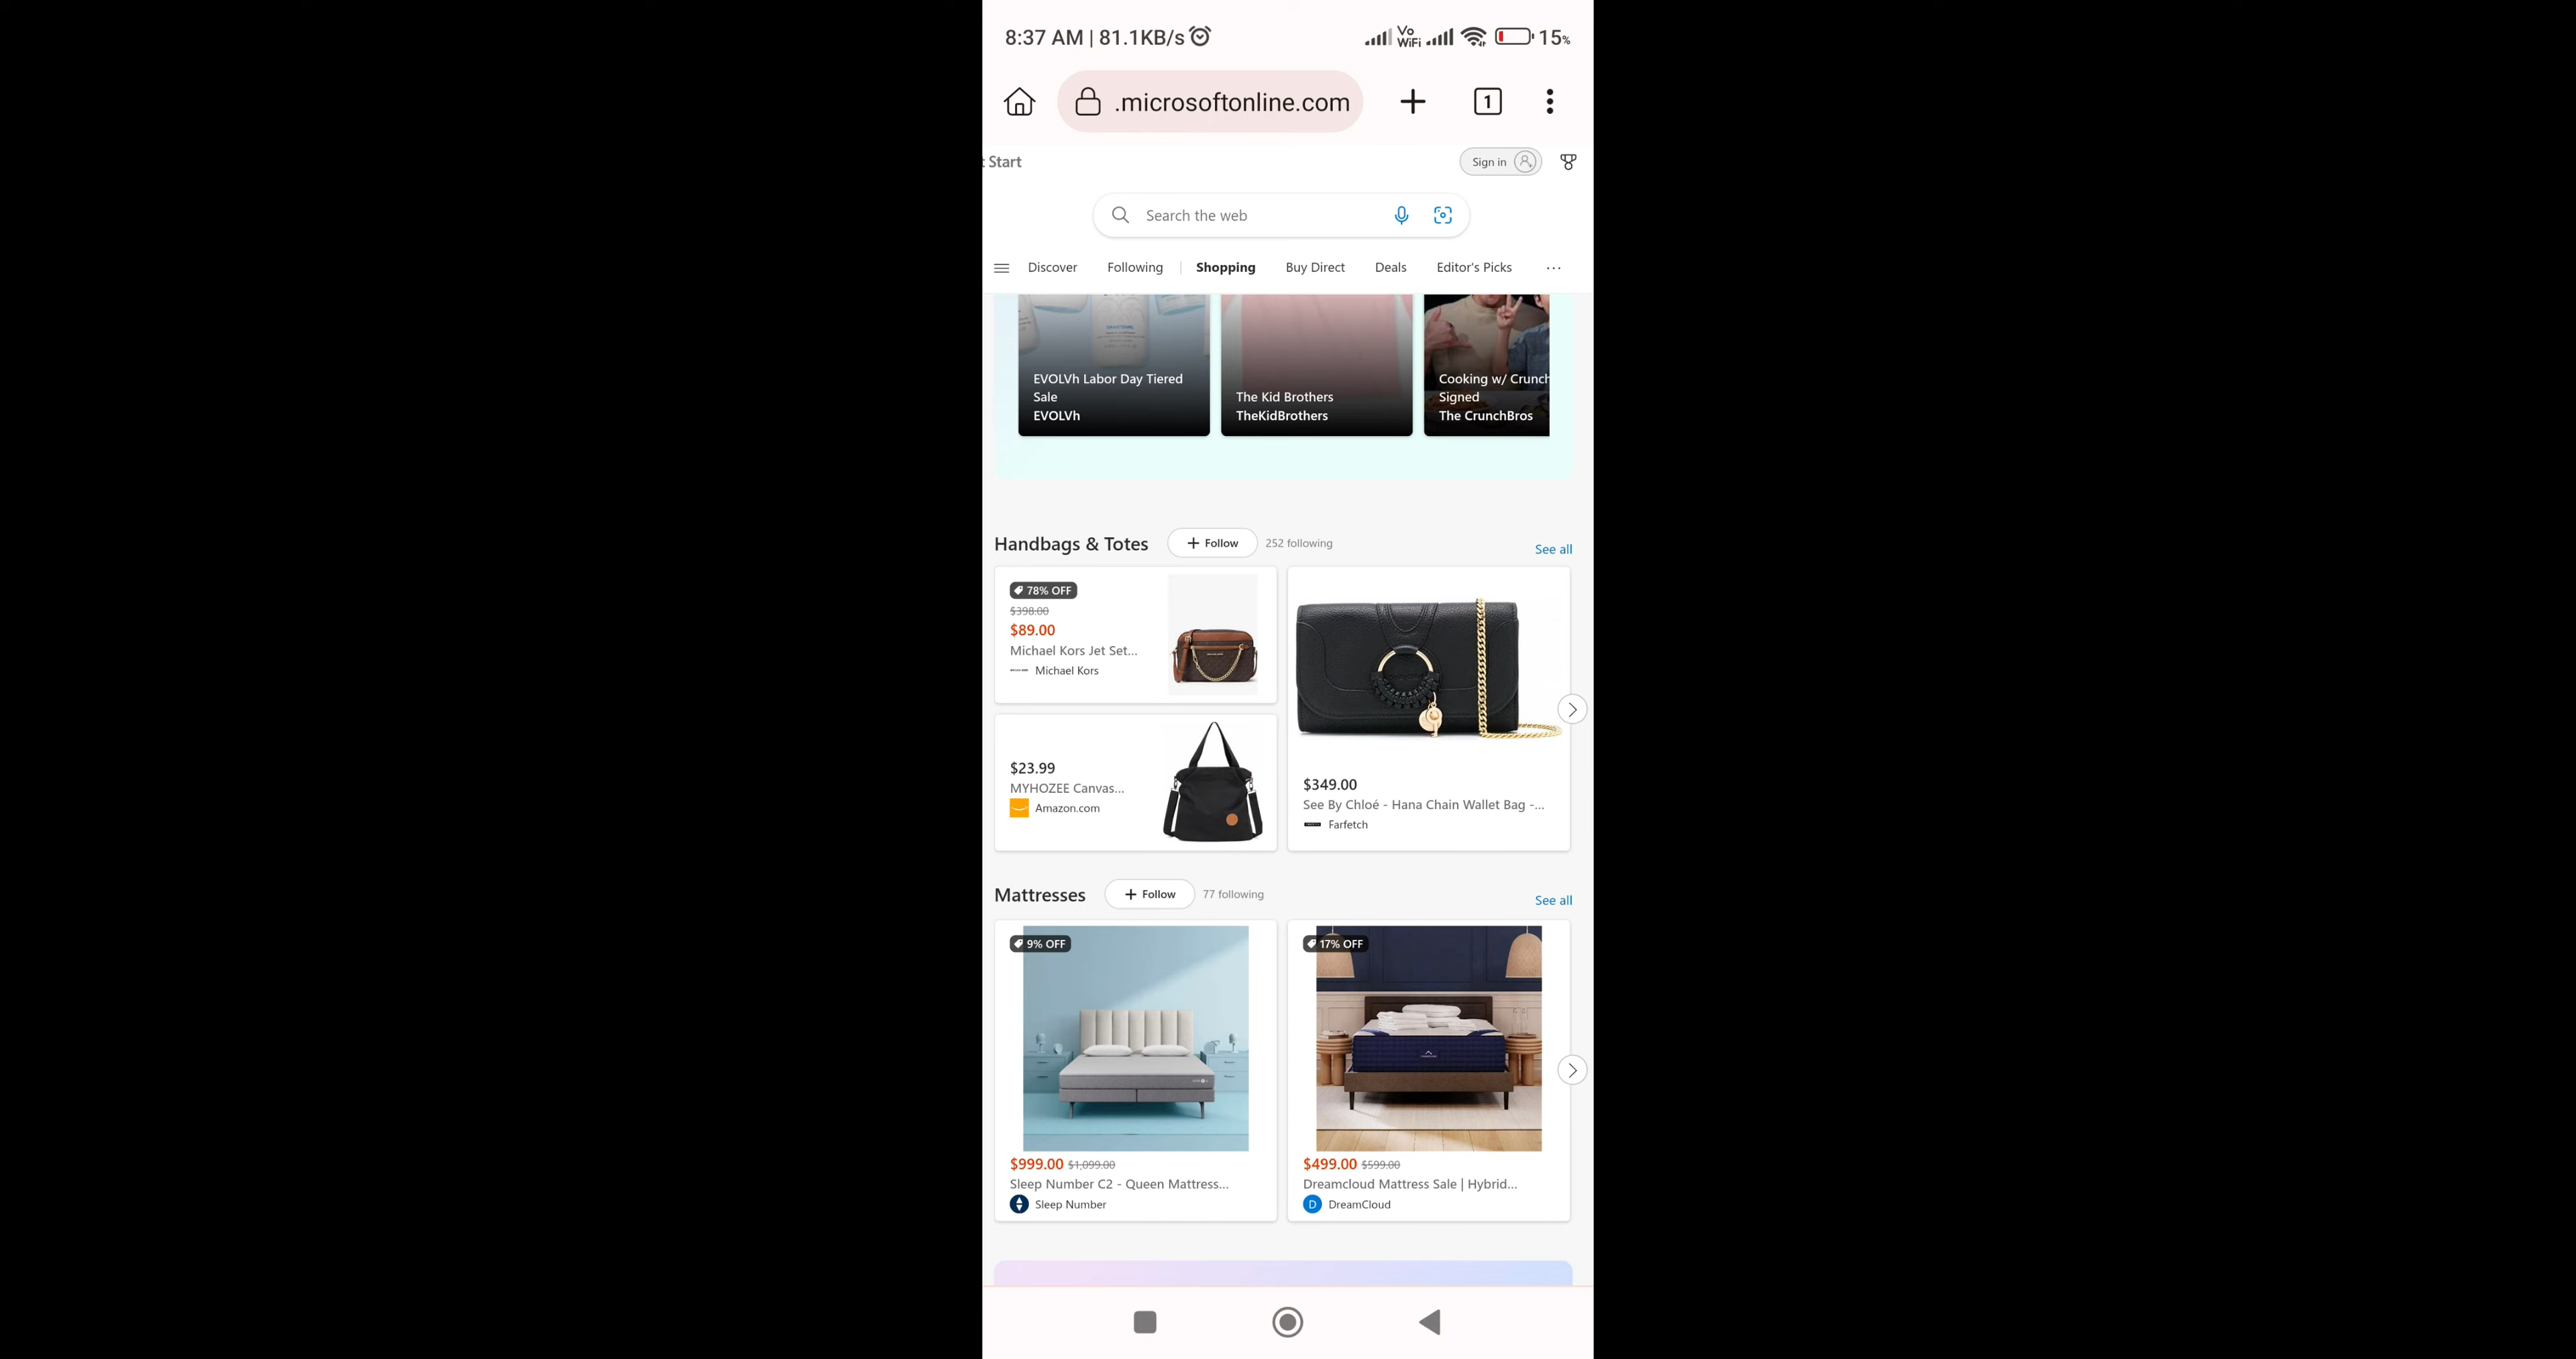 8:37 AM | 81.1KB/s
Vo
WiFi
15%
.microsoftonline.com
1
t Start
Sign in
Search the web
Discover Following Shopping Buy Direct Deals Editor's Picks ...
EVOLVh Labor Day Tiered
Sale
EVOLVh
The Kid Brothers
TheKidBrothers
Cooking w/ Crunch
Signed
The CrunchBros
Handbags & Totes + Follow 252 following See all
78% OFF
$398.00
$89.00
Michael Kors Jet Set...
Michael Kors
$23.99
MYHOZEE Canvas...
Amazon.com
$349.00
See By Chloé - Hana Chain Wallet Bag -...
Farfetch
Mattresses + Follow 77 following See all
9% OFF
$999.00 $1,099.00
Sleep Number C2 - Queen Mattress...
Sleep Number
17% OFF
$499.00 $599.00
Dreamcloud Mattress Sale | Hybrid...
D DreamCloud